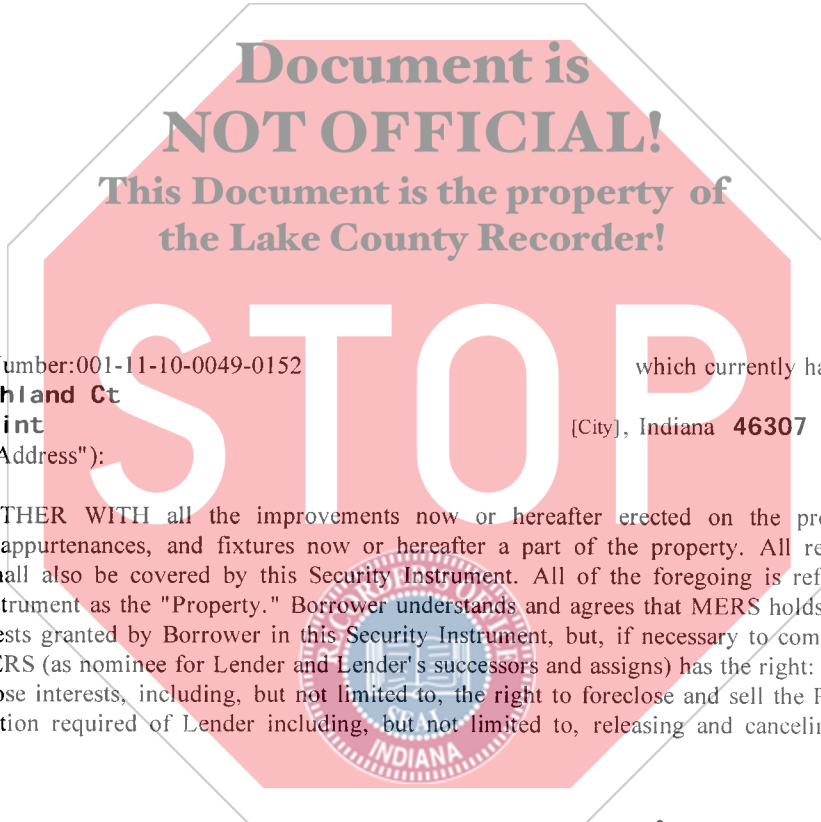 Document is
NOT OFFICIAL!
This Document is the property of
the Lake County Recorder!
STOP
umber:001-11-10-0049-0152 which currently ha
hland Ct
int [City], Indiana 46307
Address"):
THER WITH all the improvements now or hereafter erected on the pro
appurtenances, and fixtures now or hereafter a part of the property. All re
all also be covered by this Security Instrument. All of the foregoing is ref
trument as the "Property." Borrower understands and agrees that MERS holds
ests granted by Borrower in this Security Instrument, but, if necessary to com
ERS (as nominee for Lender and Lender's successors and assigns) has the right:
ose interests, including, but not limited to, the right to foreclose and sell the P
tion required of Lender including, but not limited to, releasing and cancelin
SEAL
INDIANA